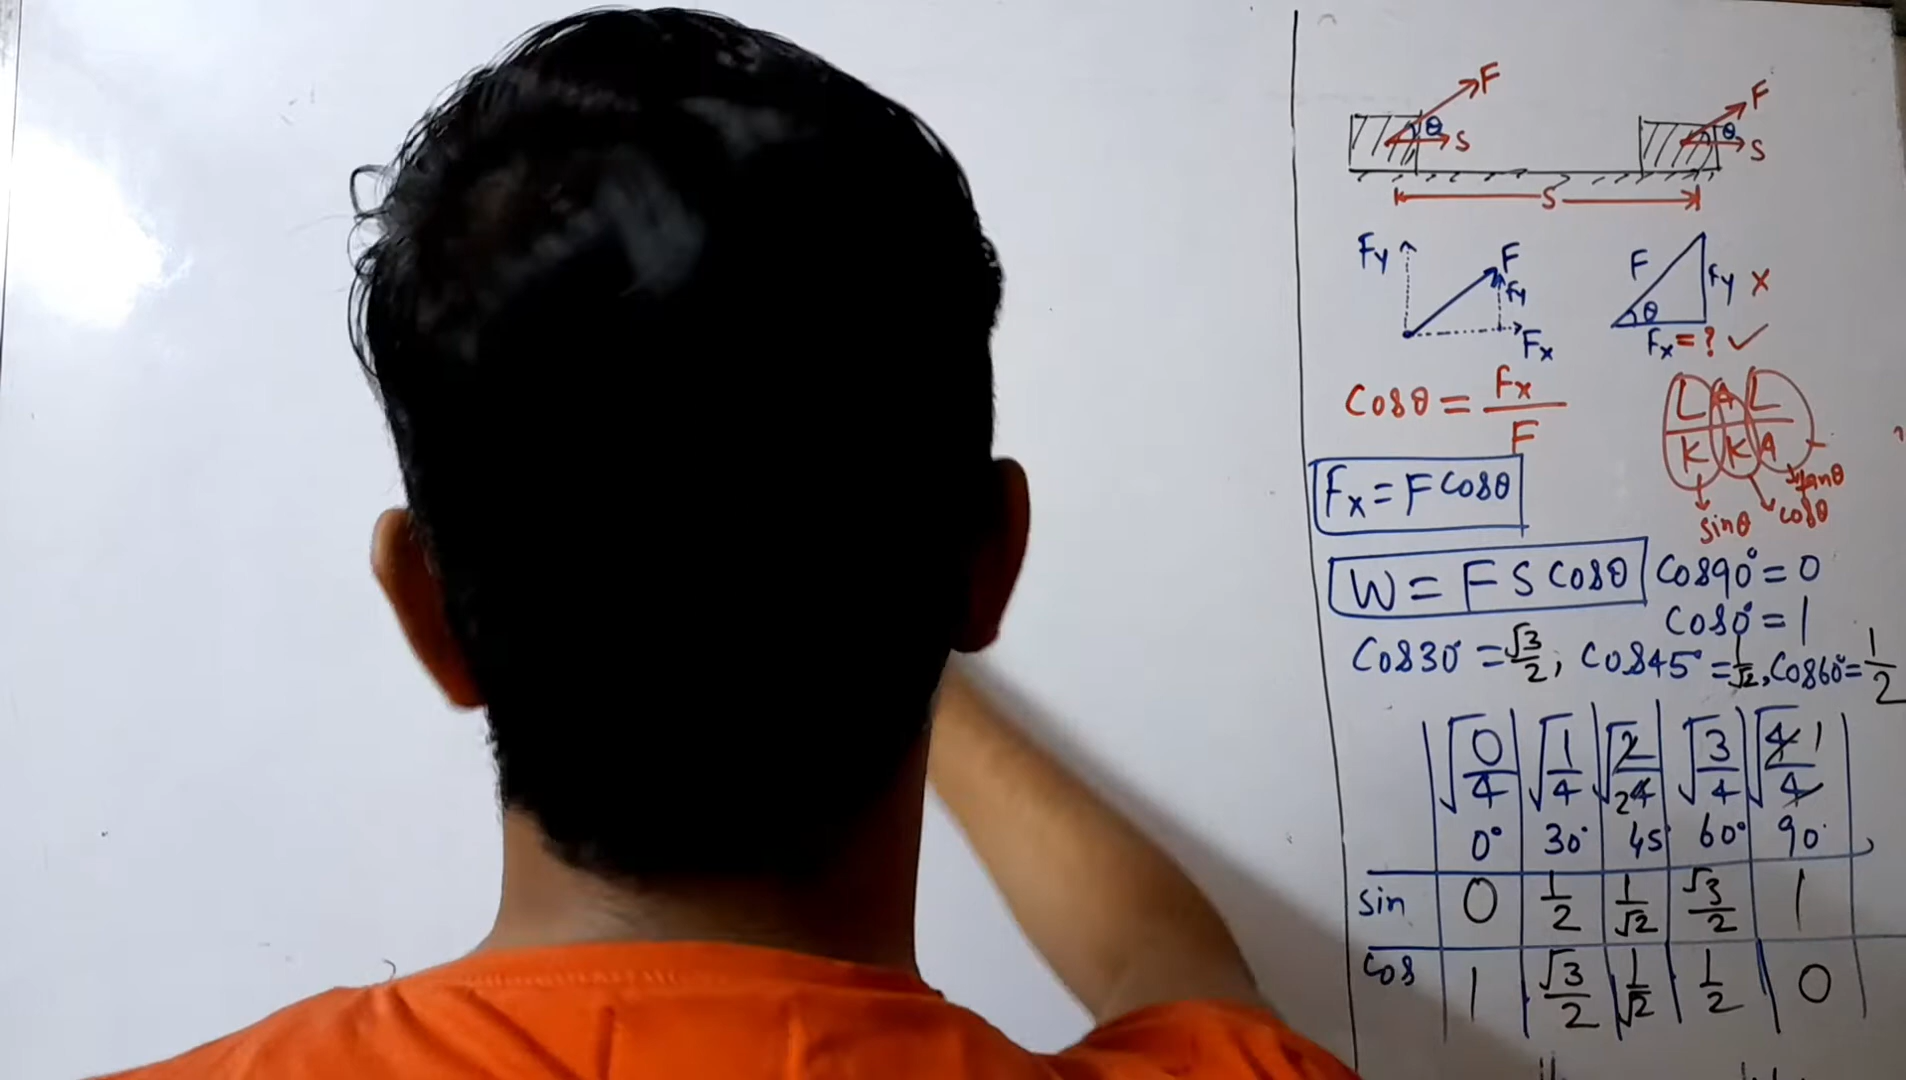 F
F
θ
θ
S
S
S
Fy
F
fy
Fx
F
fy X
θ
Fx = ? ✓
Cosθ = Fx / F
L A L
K K A
tanθ
cosθ
sinθ
Fx = F Cosθ
W = F S Cosθ
Cos90° = 0
Cos0° = 1
Cos30° = √3/2, Cos45° = 1/√2, Cos60° = 1/2
√0/4 √1/4 √2/4 2 √3/4 √4/4 1
0° 30° 45° 60° 90°
sin 0 1/2 1/√2 √3/2 1
Cos 1 √3/2 1/√2 1/2 0